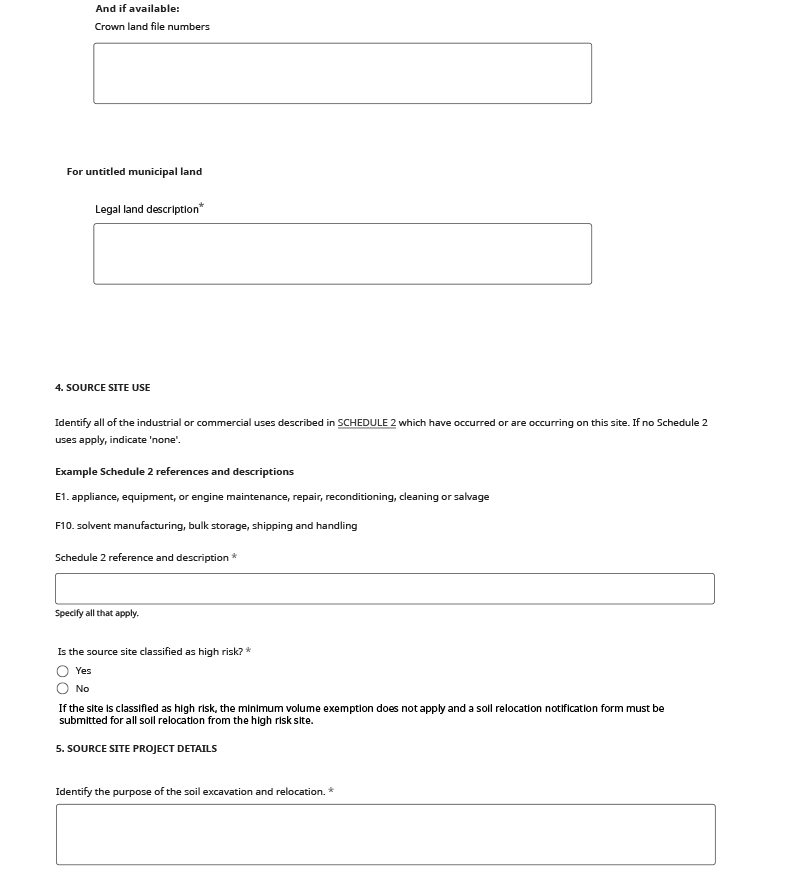 And if available:
Crown land file numbers
For untitled municipal land
Legal land description*
4. SOURCE SITE USE
Identify all of the industrial or commercial uses described in SCHEDULE 2 which have occurred or are occurring on this site. If no Schedule 2
uses apply, indicate 'none'.
Example Schedule 2 references and descriptions
E1. appliance, equipment, or engine maintenance, repair, reconditioning, cleaning or salvage
F10. solvent manufacturing, bulk storage, shipping and handling
Schedule 2 reference and description *
Specify all that apply.
Is the source site classified as high risk? *
Yes
No
If the site is classified as high risk, the minimum volume exemption does not apply and a soil relocation notification form must be
submitted for all soil relocation from the high risk site.
5. SOURCE SITE PROJECT DETAILS
Identify the purpose of the soil excavation and relocation. *